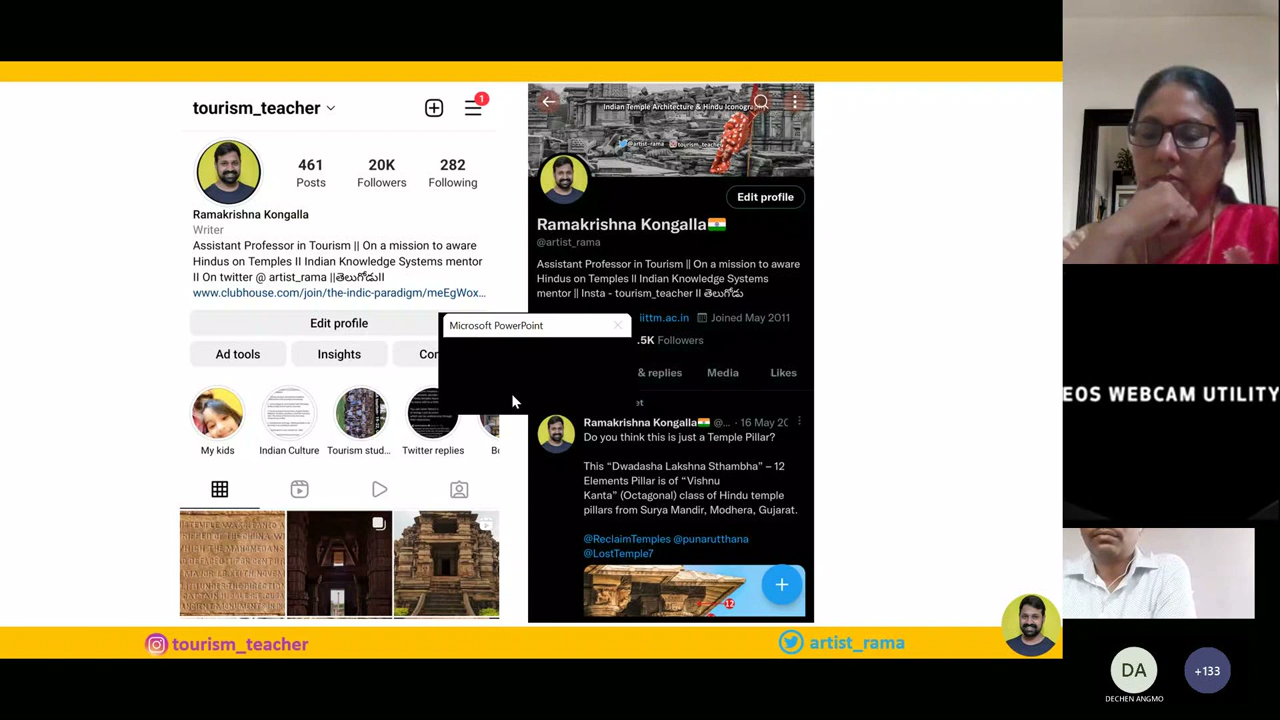 tourism_teacher
1
461
20K
282
Posts
Followers
Following
Ramakrishna Kongalla
Writer
Assistant Professor in Tourism || On a mission to aware
Hindus on Temples II Indian Knowledge Systems mentor
II On twitter @ artist_rama ||తెలుగోడుII
www.clubhouse.com/join/the-indic-paradigm/meEgWox...
Edit profile
Ad tools
Insights
My kids
Indian Culture
Tourism stud...
Twitter replies
Indian Temple Architecture & Hindu Iconography
@artist_rama tourism_teacher
Edit profile
Ramakrishna Kongalla🇮🇳
@artist_rama
Assistant Professor in Tourism || On a mission to aware
Hindus on Temples II Indian Knowledge Systems
mentor || Insta - tourism_teacher II తెలుగోడు
iittm.ac.in
Joined May 2011
.5K Followers
& replies
Media
Likes
Microsoft PowerPoint
Ramakrishna Kongalla🇮🇳 @... · 16 May 20
Do you think this is just a Temple Pillar?
This “Dwadasha Lakshna Sthambha” – 12
Elements Pillar is of “Vishnu
Kanta” (Octagonal) class of Hindu temple
pillars from Surya Mandir, Modhera, Gujarat.
@ReclaimTemples @punarutthana
@LostTemple7
12
tourism_teacher
artist_rama
EOS WEBCAM UTILITY
DA
DECHEN ANGMO
+133